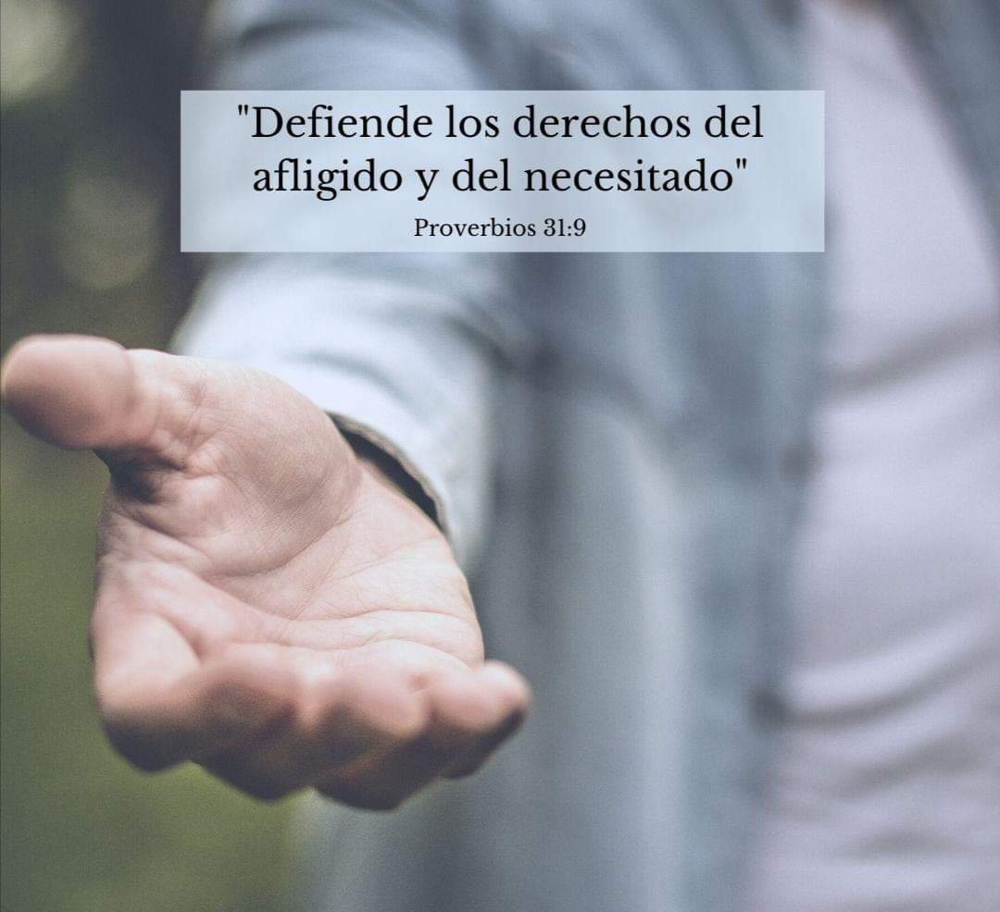 "Defiende los derechos del
afligido y del necesitado"
Proverbios 31:9